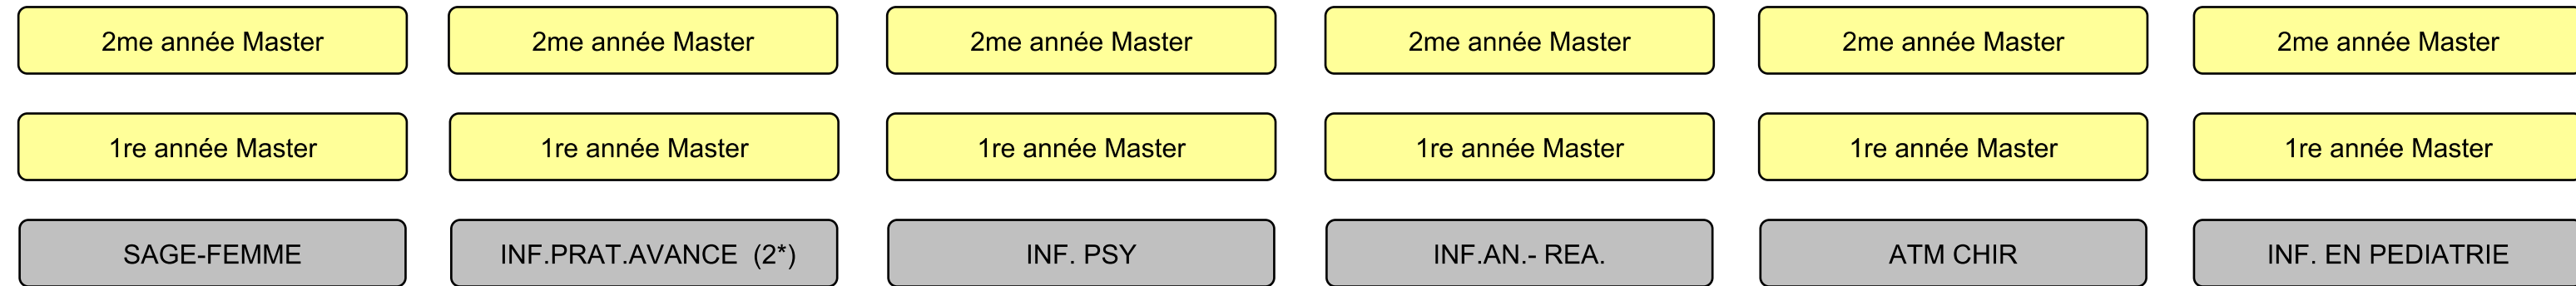 2me année Master 2me année Master 2me année Master 2me année Master 2me année Master 2me année Master
1re année Master 1re année Master 1re année Master 1re année Master 1re année Master 1re année Master
SAGE-FEMME INF.PRAT.AVANCE (2*) INF. PSY INF.AN.- REA. ATM CHIR INF. EN PEDIATRIE